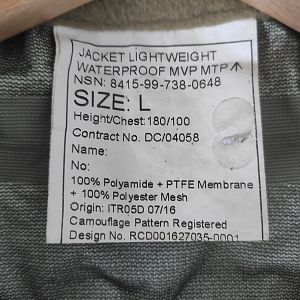 JACKET LIGHTWEIGHT
WATERPROOF MVP MTP
NSN: 8415-99-738-0648
SIZE: L
Height/Chest: 180/100
Contract No. DC/04058
Name:
No:
100% Polyamide + PTFE Membrane
+ 100% Polyester Mesh
Origin: ITR05D 07/16
Camouflage Pattern Registered
Design No. RCD001627035-0001